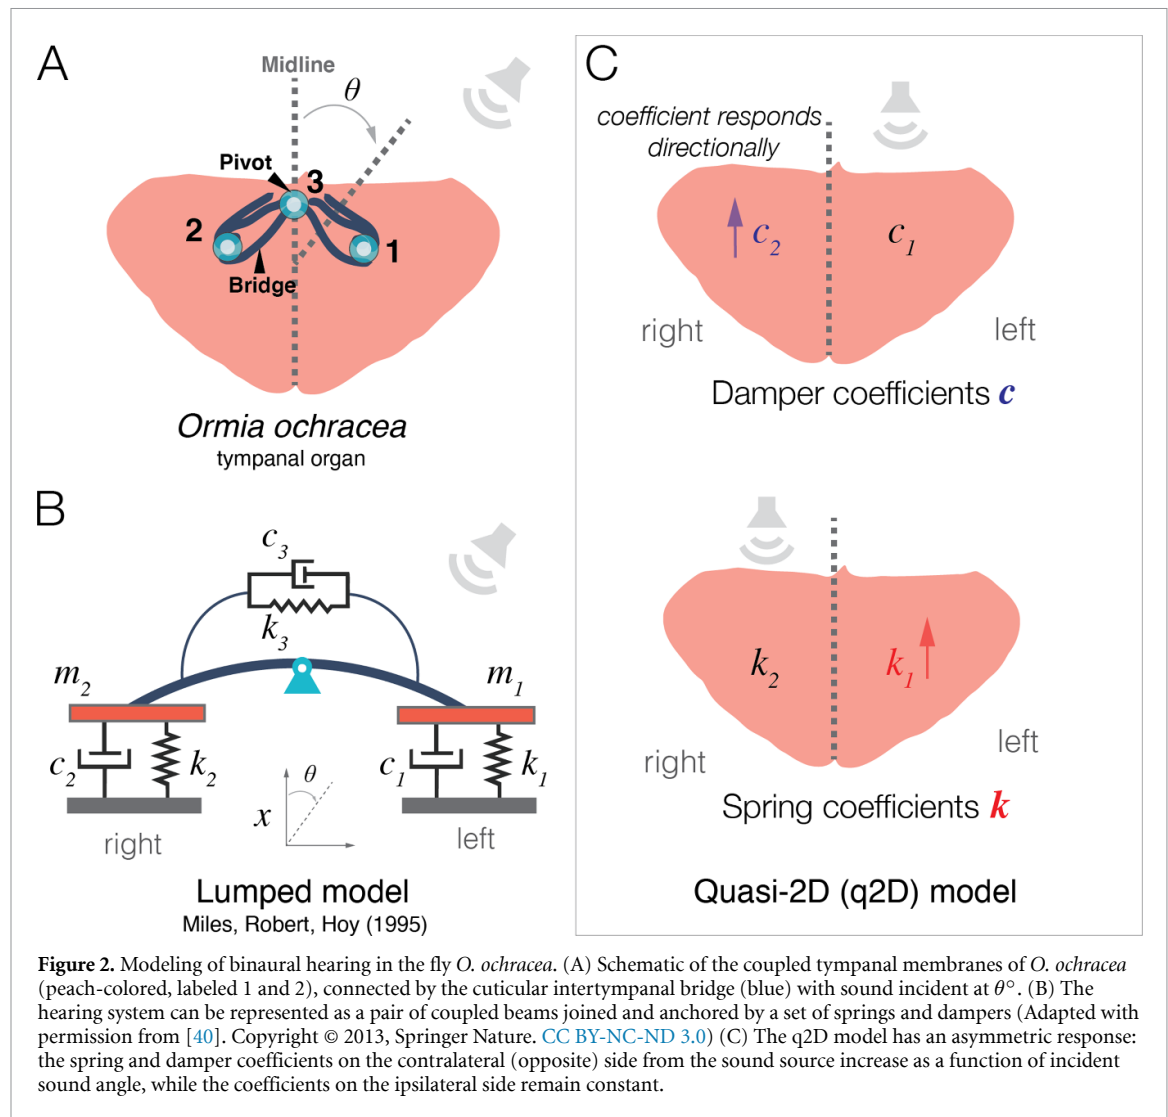 A
Midline
θ
Pivot
3
2
1
Bridge
Ormia ochracea
tympanal organ
B
c3
k3
m2
m1
c2
k2
c1
k1
θ
x
right
left
Lumped model
Miles, Robert, Hoy (1995)
C
coefficient responds
directionally
c2
c1
right
left
Damper coefficients c
k2
k1
right
left
Spring coefficients k
Quasi-2D (q2D) model
Figure 2. Modeling of binaural hearing in the fly O. ochracea. (A) Schematic of the coupled tympanal membranes of O. ochracea
(peach-colored, labeled 1 and 2), connected by the cuticular intertympanal bridge (blue) with sound incident at θ°. (B) The
hearing system can be represented as a pair of coupled beams joined and anchored by a set of springs and dampers (Adapted with
permission from [40]. Copyright © 2013, Springer Nature. CC BY-NC-ND 3.0) (C) The q2D model has an asymmetric response:
the spring and damper coefficients on the contralateral (opposite) side from the sound source increase as a function of incident
sound angle, while the coefficients on the ipsilateral side remain constant.